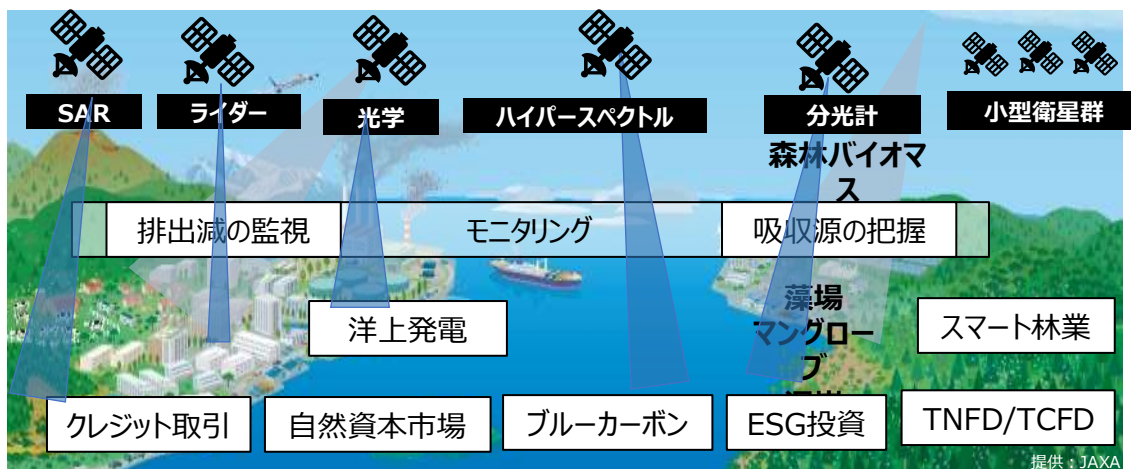 SAR
ライダー
光学
ハイパースペクトル
分光計
小型衛星群
森林バイオマ
ス
排出減の監視
モニタリング
吸収源の把握
藻場
マングロー
ブ
洋上発電
スマート林業
クレジット取引
自然資本市場
ブルーカーボン
ESG投資
TNFD/TCFD
提供：JAXA